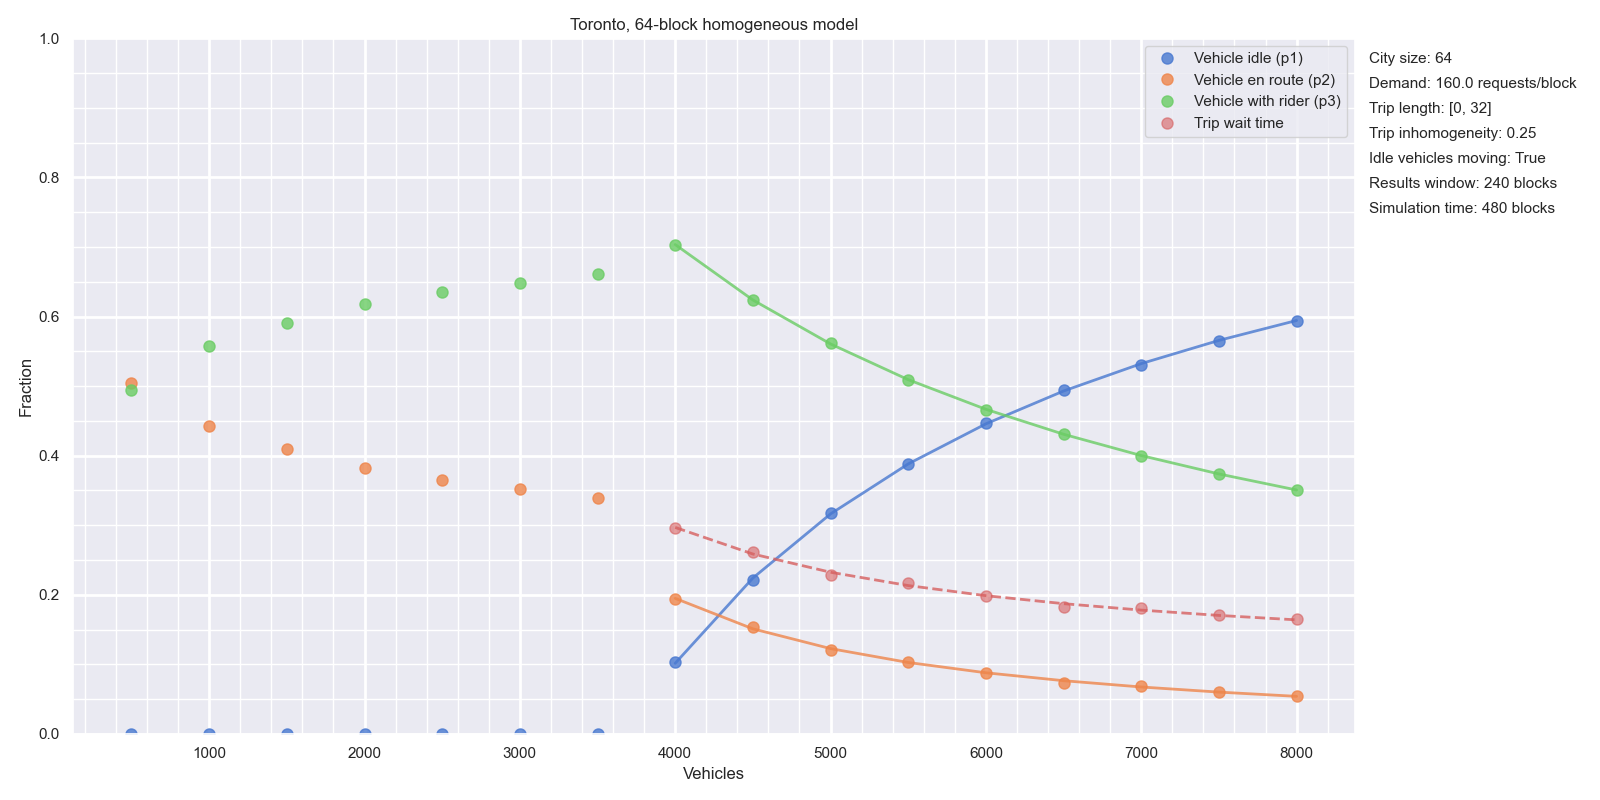 Toronto, 64-block homogeneous model
1.0
0.8
0.6
0.4
0.2
0.0
Fraction
1000 2000 3000 4000 5000 6000 7000 8000
Vehicles
Vehicle idle (p1)
Vehicle en route (p2)
Vehicle with rider (p3)
Trip wait time
City size: 64
Demand: 160.0 requests/block
Trip length: [0, 32]
Trip inhomogeneity: 0.25
Idle vehicles moving: True
Results window: 240 blocks
Simulation time: 480 blocks